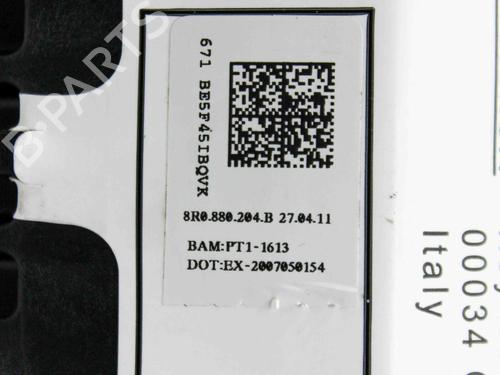 B-PARTS
671 BE5F45IBQVK
8R0.880.204.B 27.04.11
BAM:PT1-1613
DOT:EX-2007050154
00034
Italy